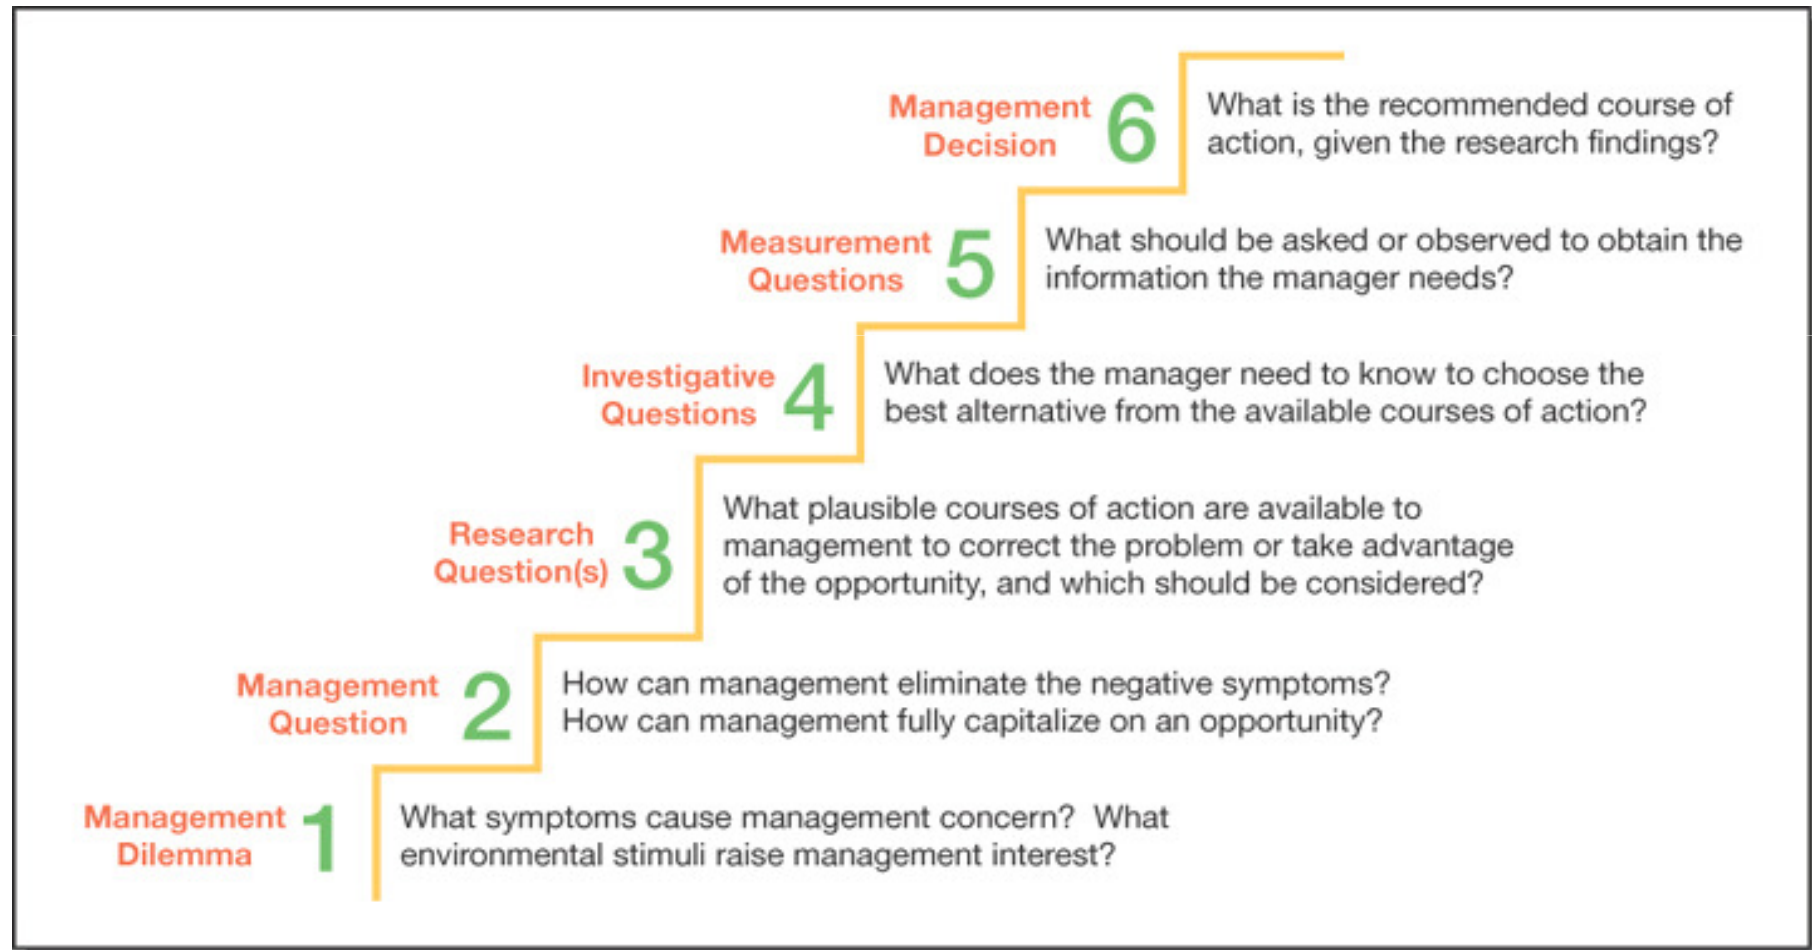 Management
Decision
6
What is the recommended course of
action, given the research findings?
Measurement
Questions
5
What should be asked or observed to obtain the
information the manager needs?
Investigative
Questions
4
What does the manager need to know to choose the
best alternative from the available courses of action?
Research
Question(s)
3
What plausible courses of action are available to
management to correct the problem or take advantage
of the opportunity, and which should be considered?
Management
Question
2
How can management eliminate the negative symptoms?
How can management fully capitalize on an opportunity?
Management
Dilemma
1
What symptoms cause management concern?  What
environmental stimuli raise management interest?